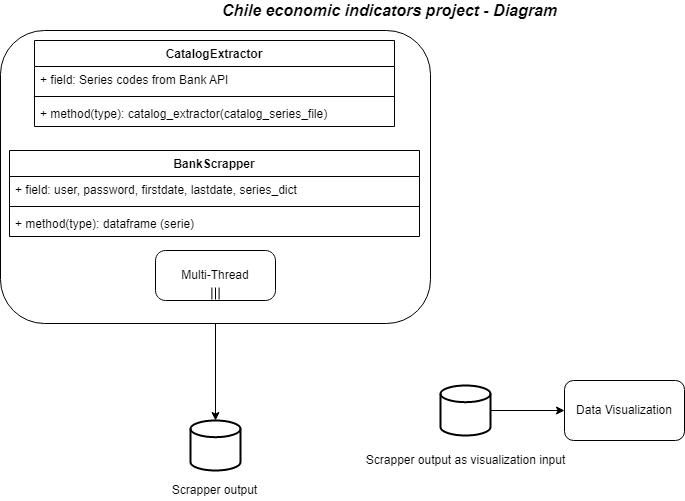 Chile economic indicators project - Diagram
CatalogExtractor
+ field: Series codes from Bank API
+ method(type): catalog_extractor(catalog_series_file)
BankScrapper
+ field: user, password, firstdate, lastdate, series_dict
+ method(type): dataframe (serie)
Multi-Thread
Data Visualization
Scrapper output as visualization input
Scrapper output